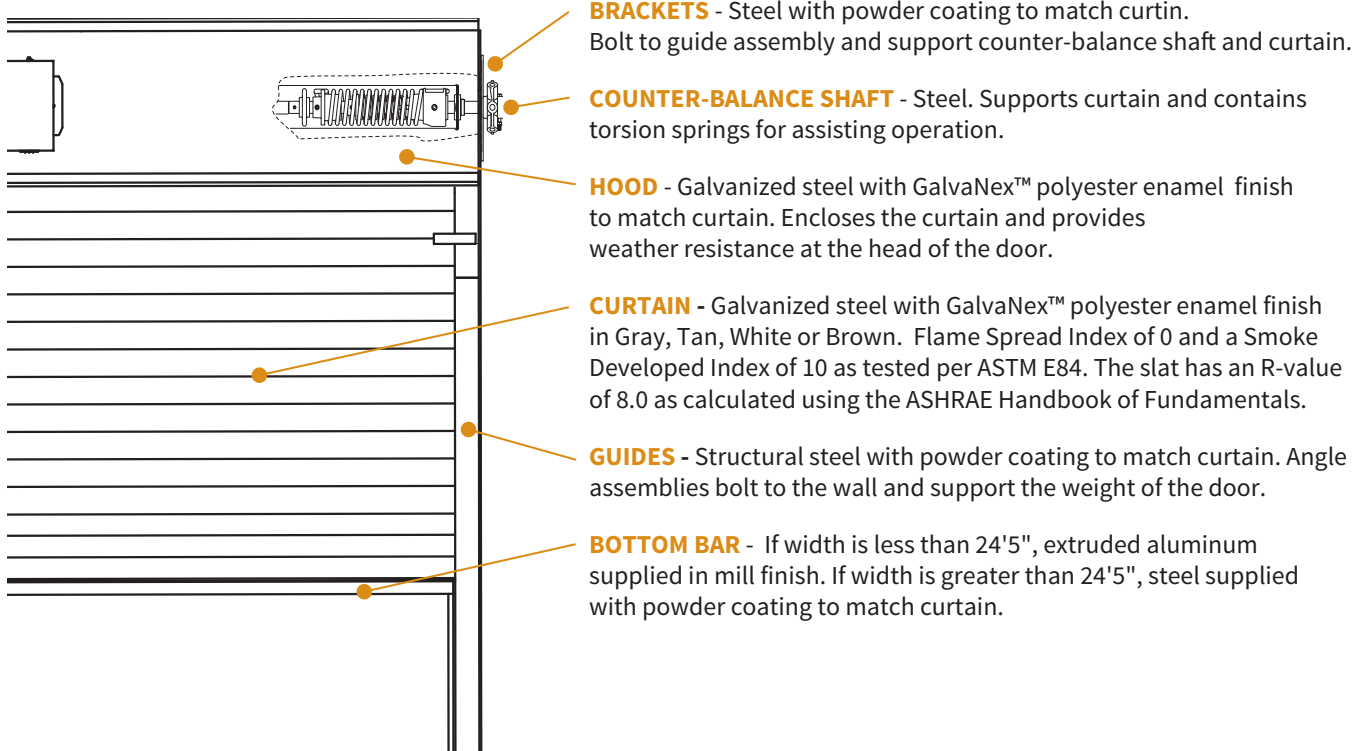 BRACKETS - Steel with powder coating to match curtin.
Bolt to guide assembly and support counter-balance shaft and curtain.
COUNTER-BALANCE SHAFT - Steel. Supports curtain and contains
torsion springs for assisting operation.
HOOD - Galvanized steel with GalvaNex™ polyester enamel finish
to match curtain. Encloses the curtain and provides
weather resistance at the head of the door.
CURTAIN - Galvanized steel with GalvaNex™ polyester enamel finish
in Gray, Tan, White or Brown. Flame Spread Index of 0 and a Smoke
Developed Index of 10 as tested per ASTM E84. The slat has an R-value
of 8.0 as calculated using the ASHRAE Handbook of Fundamentals.
GUIDES - Structural steel with powder coating to match curtain. Angle
assemblies bolt to the wall and support the weight of the door.
BOTTOM BAR - If width is less than 24'5", extruded aluminum
supplied in mill finish. If width is greater than 24'5", steel supplied
with powder coating to match curtain.